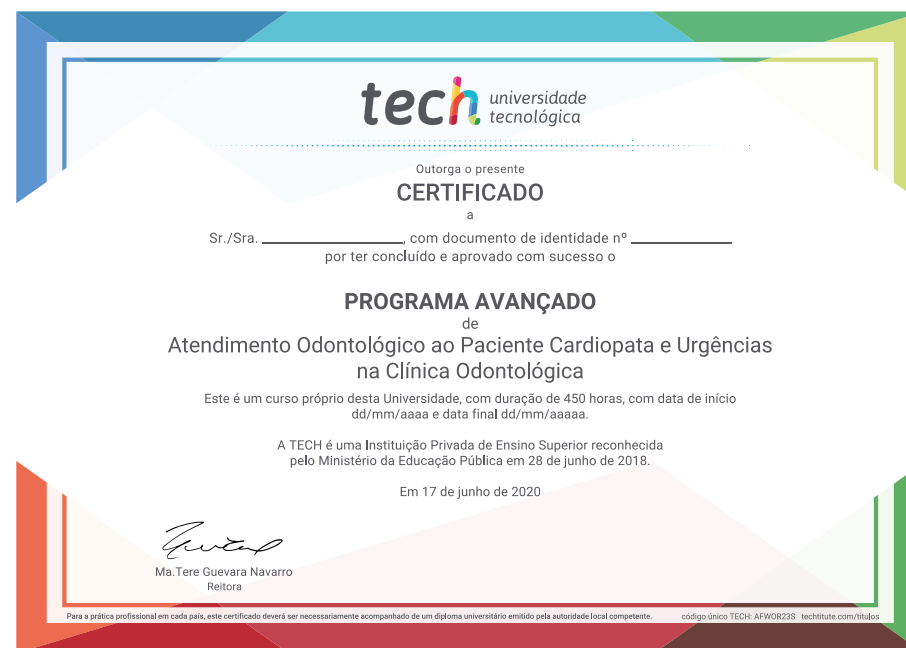 tech universidade
tecnológica
Outorga o presente
CERTIFICADO
a
Sr./Sra. ________________, com documento de identidade nº ____________
por ter concluído e aprovado com sucesso o
PROGRAMA AVANÇADO
de
Atendimento Odontológico ao Paciente Cardiopata e Urgências
na Clínica Odontológica
Este é um curso próprio desta Universidade, com duração de 450 horas, com data de início
dd/mm/aaaa e data final dd/mm/aaaaa.
A TECH é uma Instituição Privada de Ensino Superior reconhecida
pelo Ministério da Educação Pública em 28 de junho de 2018.
Em 17 de junho de 2020
Ma.Tere Guevara Navarro
Reitora
Para a prática profissional em cada país, este certificado deverá ser necessariamente acompanhado de um diploma universitário emitido pela autoridade local competente. código único TECH: AFWOR23S techtitute.com/titulos